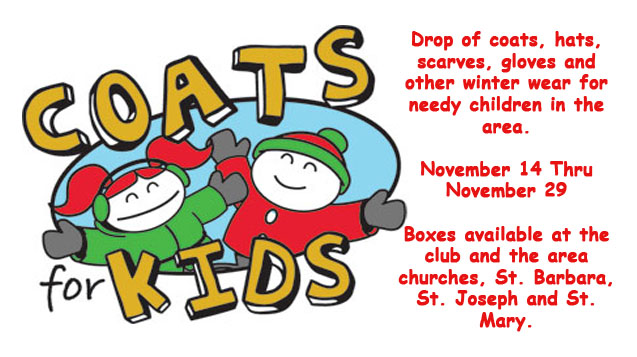 COATS
for KIDS
Drop of coats, hats,
scarves, gloves and
other winter wear for
needy children in the
area.
November 14 Thru
November 29
Boxes available at the
club and the area
churches, St. Barbara,
St. Joseph and St.
Mary.